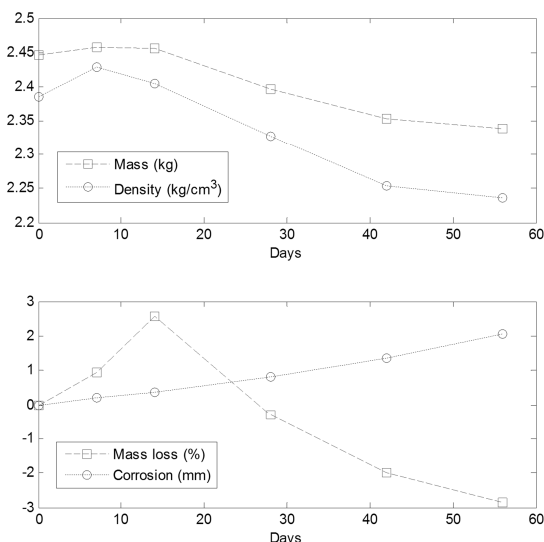 2.5
2.45
2.4
2.35
2.3
2.25
2.2
Mass (kg)
Density (kg/cm³)
0 10 20 30 40 50 60
Days
3
2
1
0
-1
-2
-3
Mass loss (%)
Corrosion (mm)
0 10 20 30 40 50 60
Days